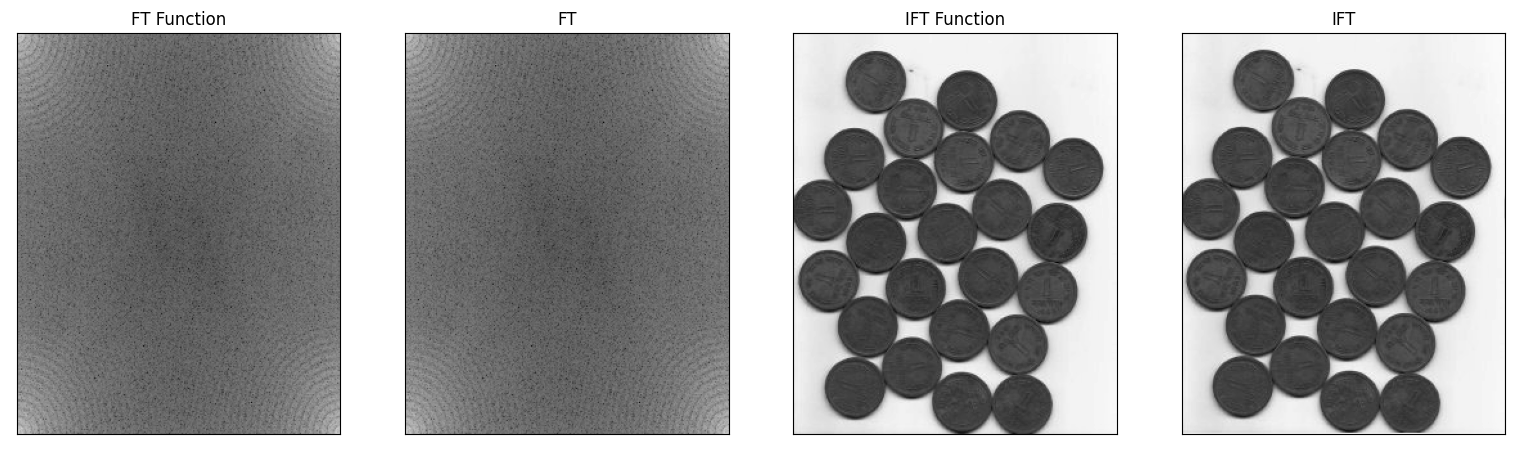 FT Function
FT
IFT Function
IFT